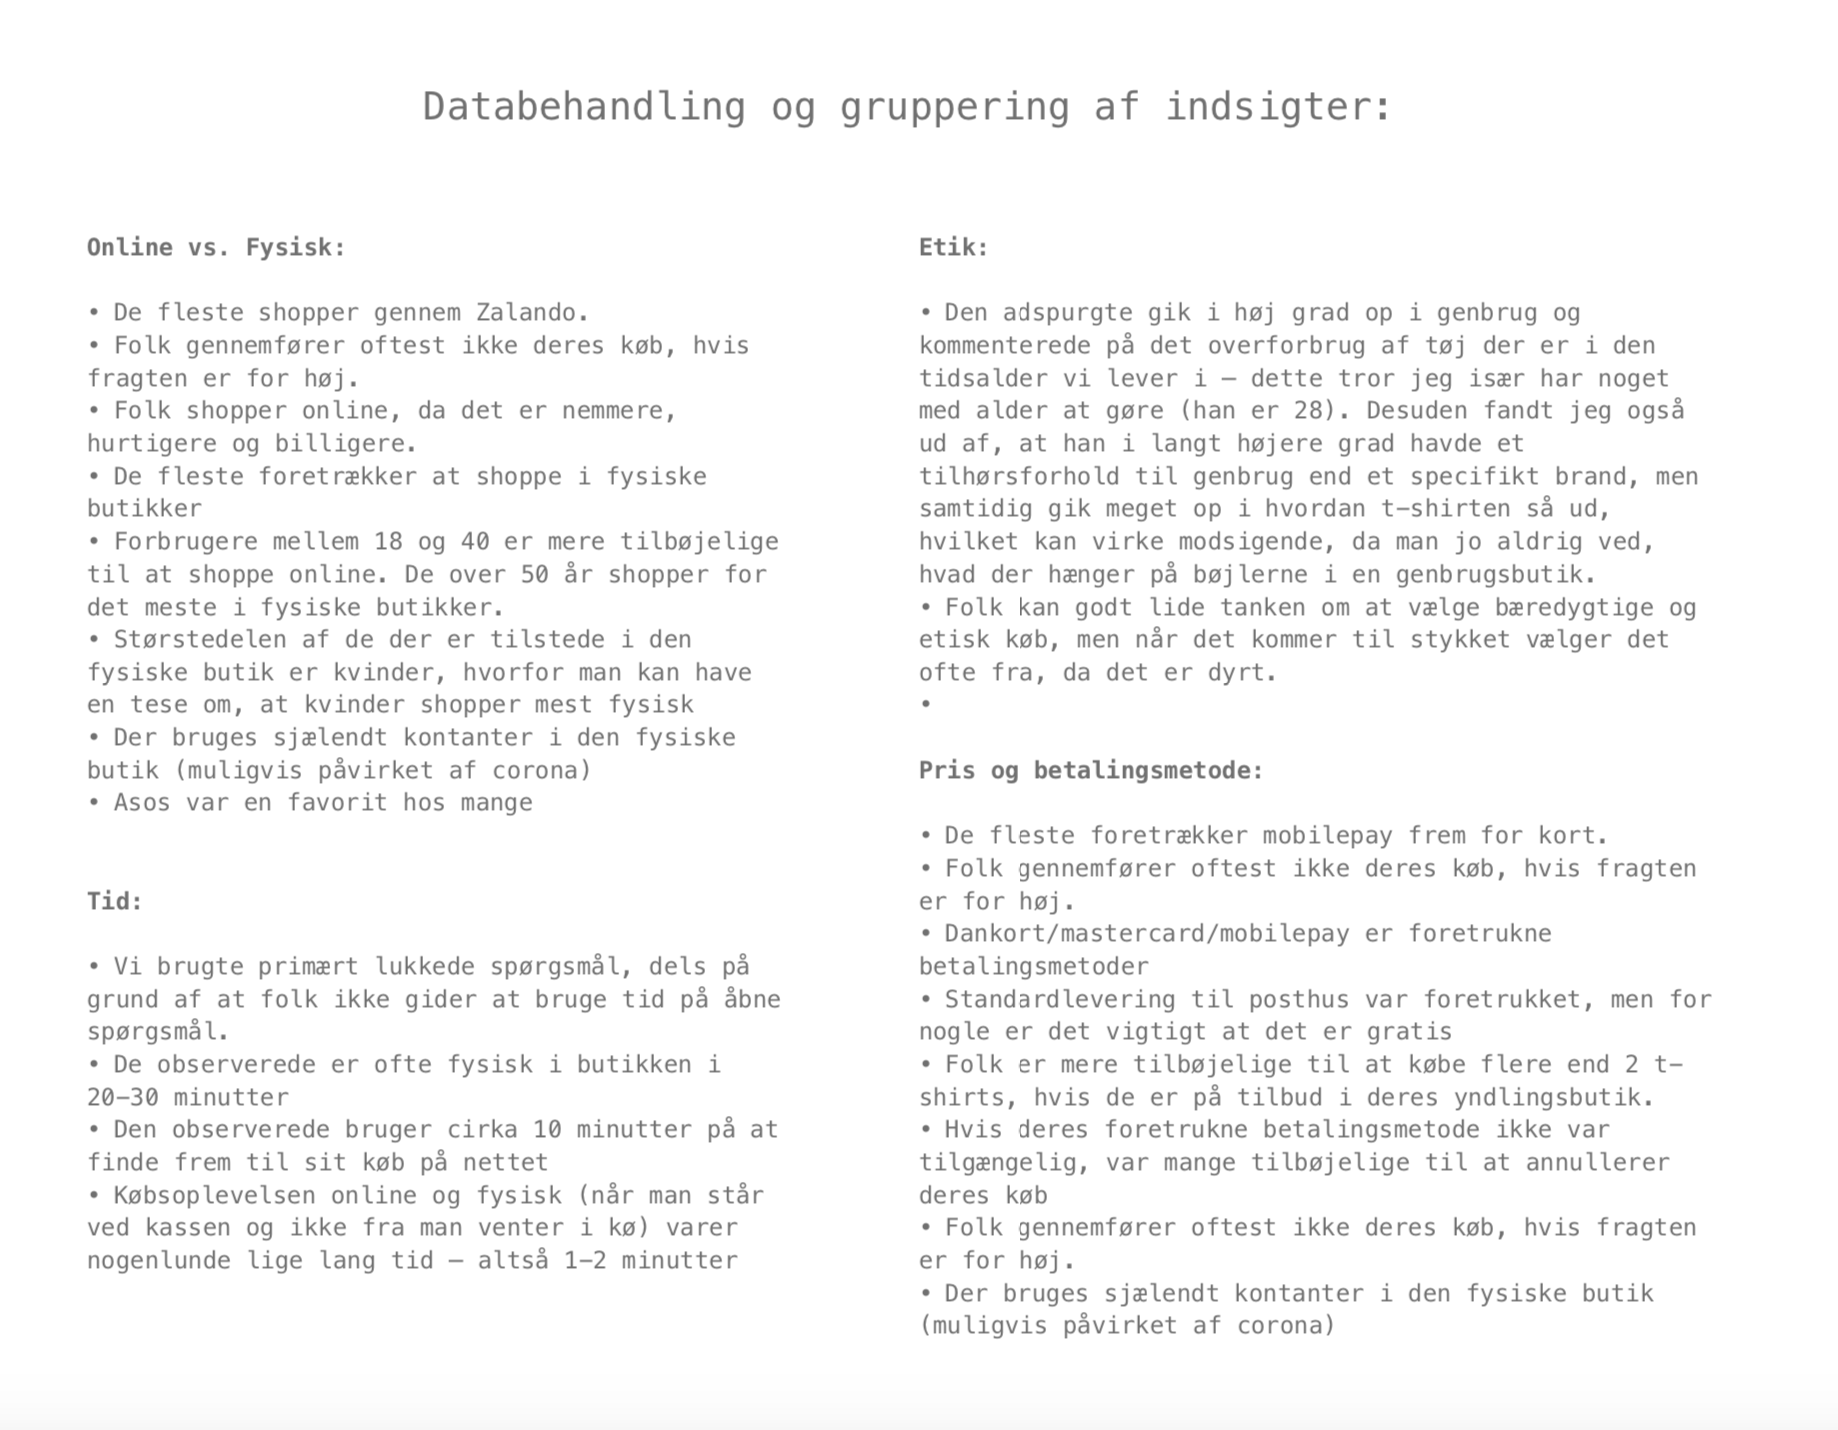 Databehandling og gruppering af indsigter:
Online vs. Fysisk:
• De fleste shopper gennem Zalando.
• Folk gennemfører oftest ikke deres køb, hvis
fragten er for høj.
• Folk shopper online, da det er nemmere,
hurtigere og billigere.
• De fleste foretrækker at shoppe i fysiske
butikker
• Forbrugere mellem 18 og 40 er mere tilbøjelige
til at shoppe online. De over 50 år shopper for
det meste i fysiske butikker.
• Størstedelen af de der er tilstede i den
fysiske butik er kvinder, hvorfor man kan have
en tese om, at kvinder shopper mest fysisk
• Der bruges sjælendt kontanter i den fysiske
butik (muligvis påvirket af corona)
• Asos var en favorit hos mange
Tid:
• Vi brugte primært lukkede spørgsmål, dels på
grund af at folk ikke gider at bruge tid på åbne
spørgsmål.
• De observerede er ofte fysisk i butikken i
20–30 minutter
• Den observerede bruger cirka 10 minutter på at
finde frem til sit køb på nettet
• Købsoplevelsen online og fysisk (når man står
ved kassen og ikke fra man venter i kø) varer
nogenlunde lige lang tid – altså 1–2 minutter
Etik:
• Den adspurgte gik i høj grad op i genbrug og
kommenterede på det overforbrug af tøj der er i den
tidsalder vi lever i – dette tror jeg især har noget
med alder at gøre (han er 28). Desuden fandt jeg også
ud af, at han i langt højere grad havde et
tilhørsforhold til genbrug end et specifikt brand, men
samtidig gik meget op i hvordan t–shirten så ud,
hvilket kan virke modsigende, da man jo aldrig ved,
hvad der hænger på bøjlerne i en genbrugsbutik.
• Folk kan godt lide tanken om at vælge bæredygtige og
etisk køb, men når det kommer til stykket vælger det
ofte fra, da det er dyrt.
•
Pris og betalingsmetode:
• De fleste foretrækker mobilepay frem for kort.
• Folk gennemfører oftest ikke deres køb, hvis fragten
er for høj.
• Dankort/mastercard/mobilepay er foretrukne
betalingsmetoder
• Standardlevering til posthus var foretrukket, men for
nogle er det vigtigt at det er gratis
• Folk er mere tilbøjelige til at købe flere end 2 t–
shirts, hvis de er på tilbud i deres yndlingsbutik.
• Hvis deres foretrukne betalingsmetode ikke var
tilgængelig, var mange tilbøjelige til at annullerer
deres køb
• Folk gennemfører oftest ikke deres køb, hvis fragten
er for høj.
• Der bruges sjælendt kontanter i den fysiske butik
(muligvis påvirket af corona)